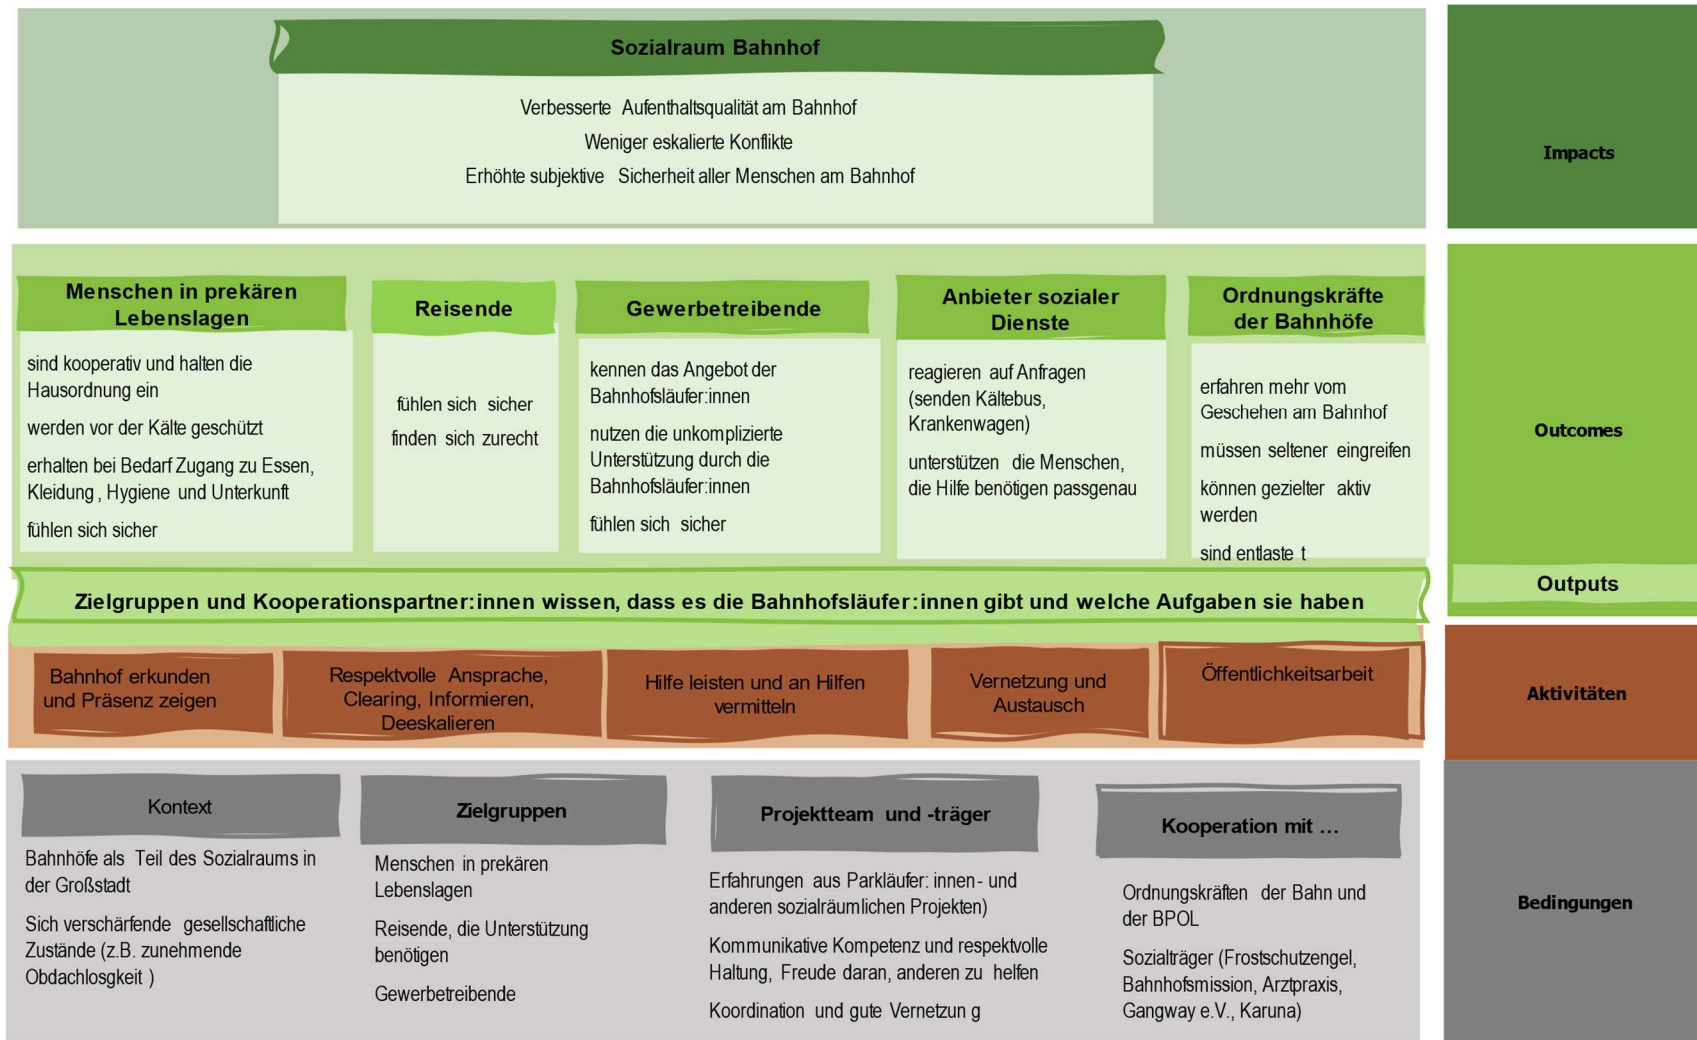 Sozialraum Bahnhof
Verbesserte Aufenthaltsqualität am Bahnhof
Weniger eskalierte Konflikte
Erhöhte subjektive Sicherheit aller Menschen am Bahnhof
Impacts
Menschen in prekären
Lebenslagen
sind kooperativ und halten die
Hausordnung ein
werden vor der Kälte geschützt
erhalten bei Bedarf Zugang zu Essen,
Kleidung, Hygiene und Unterkunft
fühlen sich sicher
Reisende
fühlen sich sicher
finden sich zurecht
Gewerbetreibende
kennen das Angebot der
Bahnhofsläufer:innen
nutzen die unkomplizierte
Unterstützung durch die
Bahnhofsläufer:innen
fühlen sich sicher
Anbieter sozialer
Dienste
reagieren auf Anfragen
(senden Kältebus,
Krankenwagen)
unterstützen die Menschen,
die Hilfe benötigen passgenau
Ordnungskräfte
der Bahnhöfe
erfahren mehr vom
Geschehen am Bahnhof
müssen seltener eingreifen
können gezielter aktiv
werden
sind entlaste t
Outcomes
Zielgruppen und Kooperationspartner:innen wissen, dass es die Bahnhofsläufer:innen gibt und welche Aufgaben sie haben
Outputs
Bahnhof erkunden
und Präsenz zeigen
Respektvolle Ansprache,
Clearing, Informieren,
Deeskalieren
Hilfe leisten und an Hilfen
vermitteln
Vernetzung und
Austausch
Öffentlichkeitsarbeit
Aktivitäten
Kontext
Bahnhöfe als Teil des Sozialraums in
der Großstadt
Sich verschärfende gesellschaftliche
Zustände (z.B. zunehmende
Obdachlosgkeit )
Zielgruppen
Menschen in prekären
Lebenslagen
Reisende, die Unterstützung
benötigen
Gewerbetreibende
Projektteam und -träger
Erfahrungen aus Parkläufer: innen- und
anderen sozialräumlichen Projekten)
Kommunikative Kompetenz und respektvolle
Haltung, Freude daran, anderen zu helfen
Koordination und gute Vernetzun g
Kooperation mit …
Ordnungskräften der Bahn und
der BPOL
Sozialträger (Frostschutzengel,
Bahnhofsmission, Arztpraxis,
Gangway e.V., Karuna)
Bedingungen